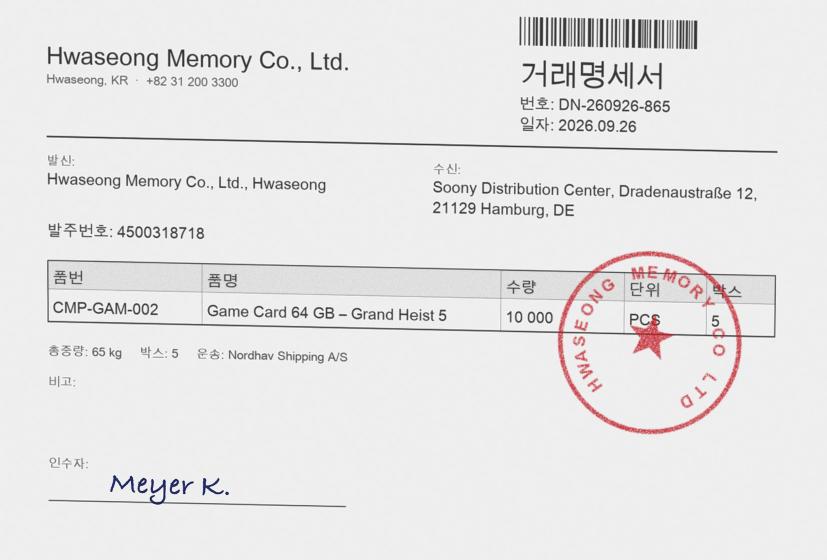 Hwaseong Memory Co., Ltd.
Hwaseong, KR · +82 31 200 3300
거래명세서
번호: DN-260926-865
일자: 2026.09.26
발신:
Hwaseong Memory Co., Ltd., Hwaseong
수신:
Soony Distribution Center, Dradenaustraße 12,
21129 Hamburg, DE
발주번호: 4500318718
품번 품명 수량 단위 박스
CMP-GAM-002 Game Card 64 GB – Grand Heist 5 10 000 PCS 5
총중량: 65 kg 박스: 5 운송: Nordhav Shipping A/S
비고:
인수자:
Meyer K.
HWASEONG MEMORY CO LTD